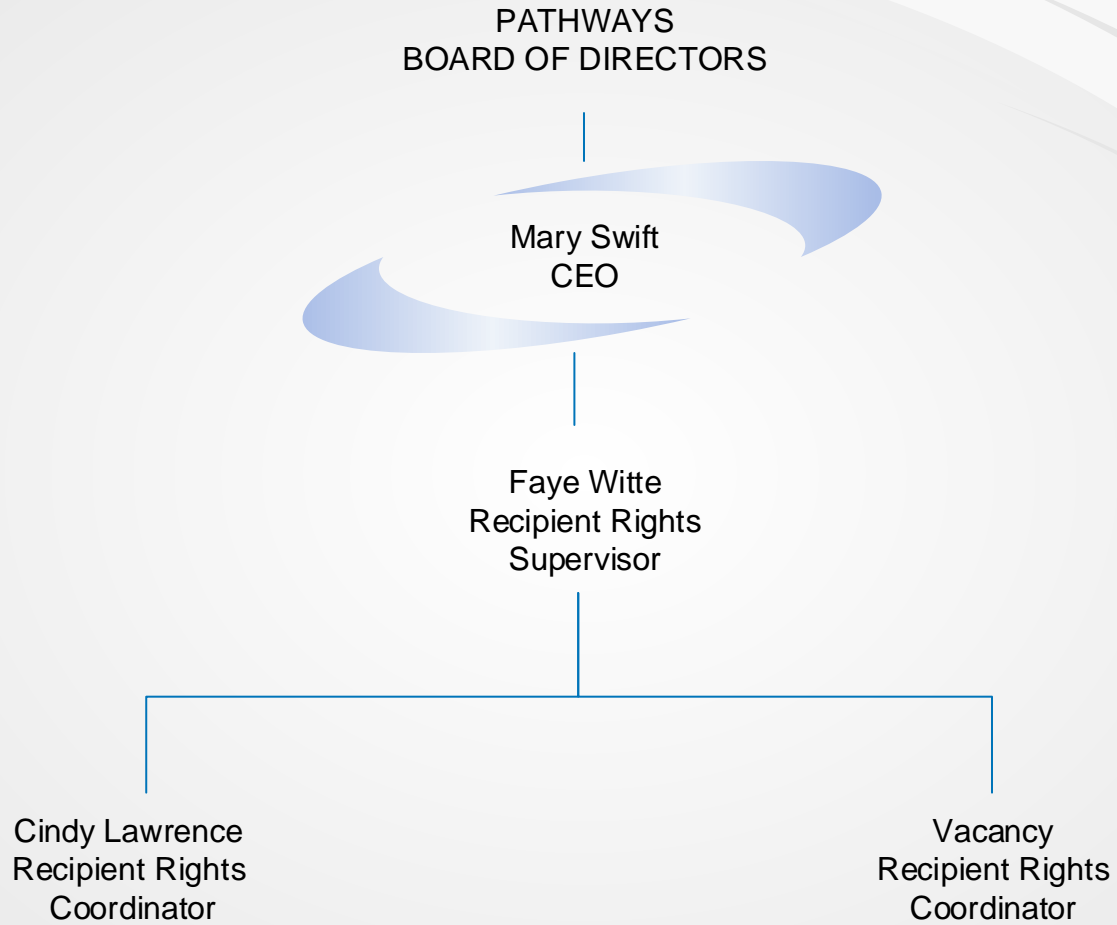 PATHWAYS
BOARD OF DIRECTORS
Mary Swift
CEO
Faye Witte
Recipient Rights
Supervisor
Cindy Lawrence
Recipient Rights
Coordinator
Vacancy
Recipient Rights
Coordinator